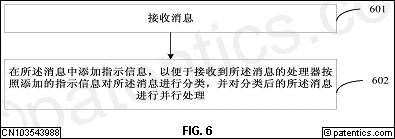 接收消息
601
在所述消息中添加指示信息，以便于接收到所述消息的处理器按
照添加的指示信息对所述消息进行分类，并对分类后的所述消息
进行并行处理
602
CN103543988
FIG. 6
@ patentics.com